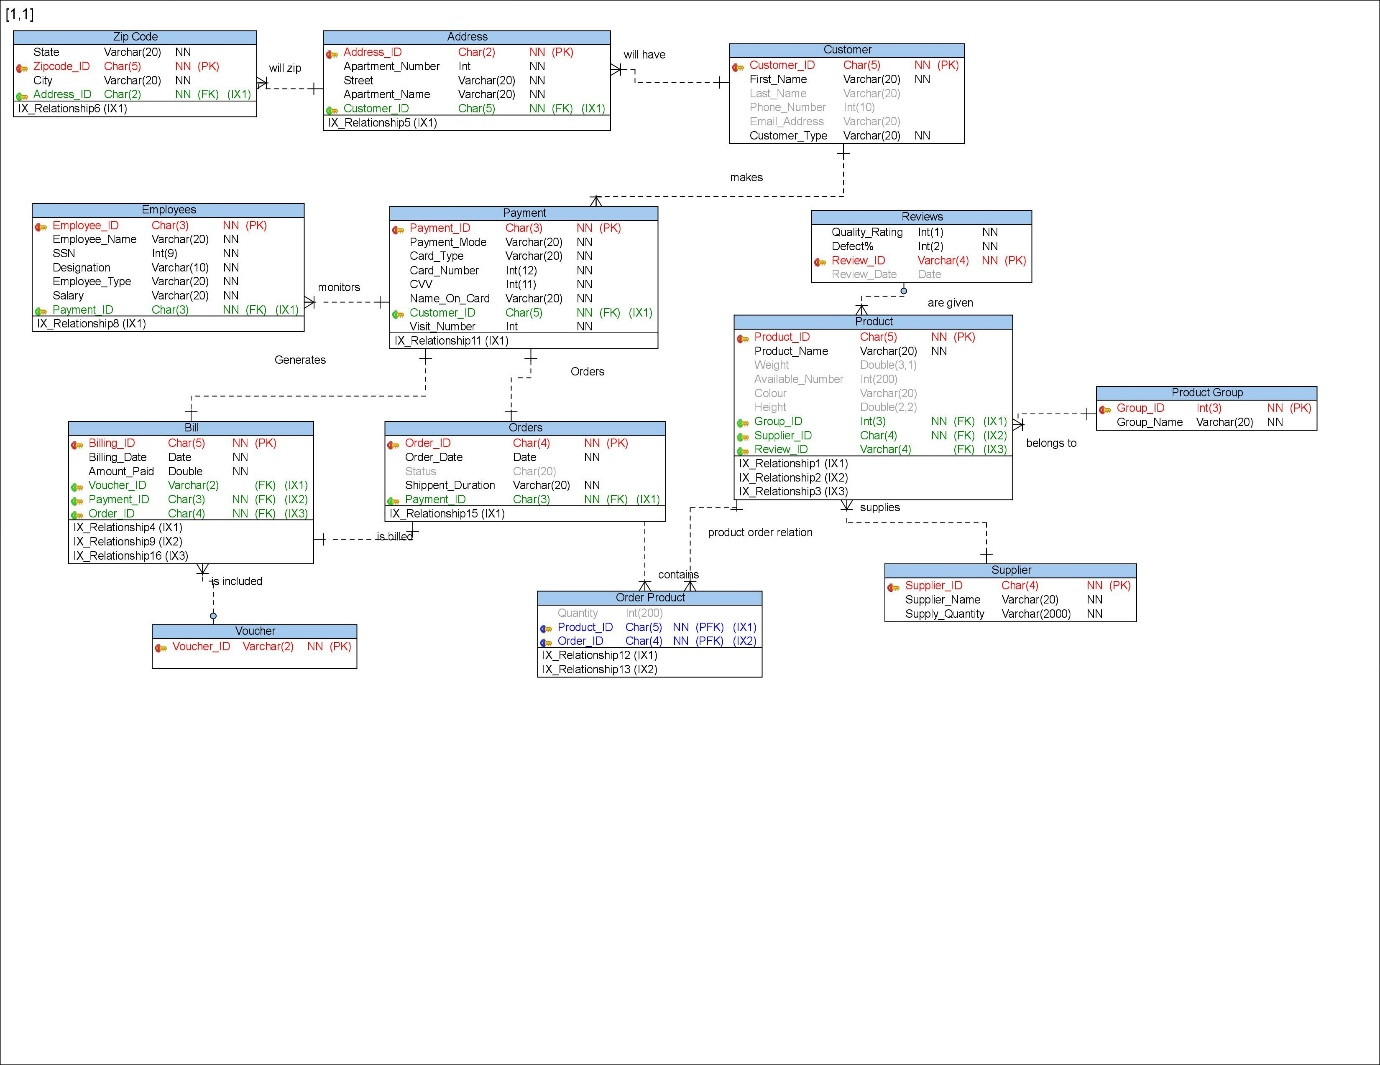 [1,1]
Zip Code
State Varchar(20) NN
Zipcode_ID Char(5) NN (PK)
City Varchar(20) NN
Address_ID Char(2) NN (FK) (IX1)
IX_Relationship6 (IX1)
will zip
Address
Address_ID Char(2) NN (PK)
Apartment_Number Int NN
Street Varchar(20) NN
Apartment_Name Varchar(20) NN
Customer_ID Char(5) NN (FK) (IX1)
IX_Relationship5 (IX1)
will have
Customer
Customer_ID Char(5) NN (PK)
First_Name Varchar(20) NN
Last_Name Varchar(20)
Phone_Number Int(10)
Email_Address Varchar(20)
Customer_Type Varchar(20) NN
makes
Employees
Employee_ID Char(3) NN (PK)
Employee_Name Varchar(20) NN
SSN Int(9) NN
Designation Varchar(10) NN
Employee_Type Varchar(20) NN
Salary Varchar(20) NN
Payment_ID Char(3) NN (FK) (IX1)
IX_Relationship8 (IX1)
monitors
Payment
Payment_ID Char(3) NN (PK)
Payment_Mode Varchar(20) NN
Card_Type Varchar(20) NN
Card_Number Int(12) NN
CVV Int(11) NN
Name_On_Card Varchar(20) NN
Customer_ID Char(5) NN (FK) (IX1)
Visit_Number Int NN
IX_Relationship11 (IX1)
Reviews
Quality_Rating Int(1) NN
Defect% Int(2) NN
Review_ID Varchar(4) NN (PK)
Review_Date Date
are given
Product
Product_ID Char(5) NN (PK)
Product_Name Varchar(20) NN
Weight Double(3,1)
Available_Number Int(200)
Colour Varchar(20)
Height Double(2,2)
Group_ID Int(3) NN (FK) (IX1)
Supplier_ID Char(4) NN (FK) (IX2)
Review_ID Varchar(4) (FK) (IX3)
IX_Relationship1 (IX1)
IX_Relationship2 (IX2)
IX_Relationship3 (IX3)
Product Group
Group_ID Int(3) NN (PK)
Group_Name Varchar(20) NN
belongs to
Generates
Orders
Bill
Billing_ID Char(5) NN (PK)
Billing_Date Date NN
Amount_Paid Double NN
Voucher_ID Varchar(2) (FK) (IX1)
Payment_ID Char(3) NN (FK) (IX2)
Order_ID Char(4) NN (FK) (IX3)
IX_Relationship4 (IX1)
IX_Relationship9 (IX2)
IX_Relationship16 (IX3)
Orders
Order_ID Char(4) NN (PK)
Order_Date Date NN
Status Char(20)
Shippent_Duration Varchar(20) NN
Payment_ID Char(3) NN (FK) (IX1)
IX_Relationship15 (IX1)
is billed
supplies
product order relation
contains
is included
Voucher
Voucher_ID Varchar(2) NN (PK)
Order Product
Quantity Int(200)
Product_ID Char(5) NN (PFK) (IX1)
Order_ID Char(4) NN (PFK) (IX2)
IX_Relationship12 (IX1)
IX_Relationship13 (IX2)
Supplier
Supplier_ID Char(4) NN (PK)
Supplier_Name Varchar(20) NN
Supply_Quantity Varchar(2000) NN